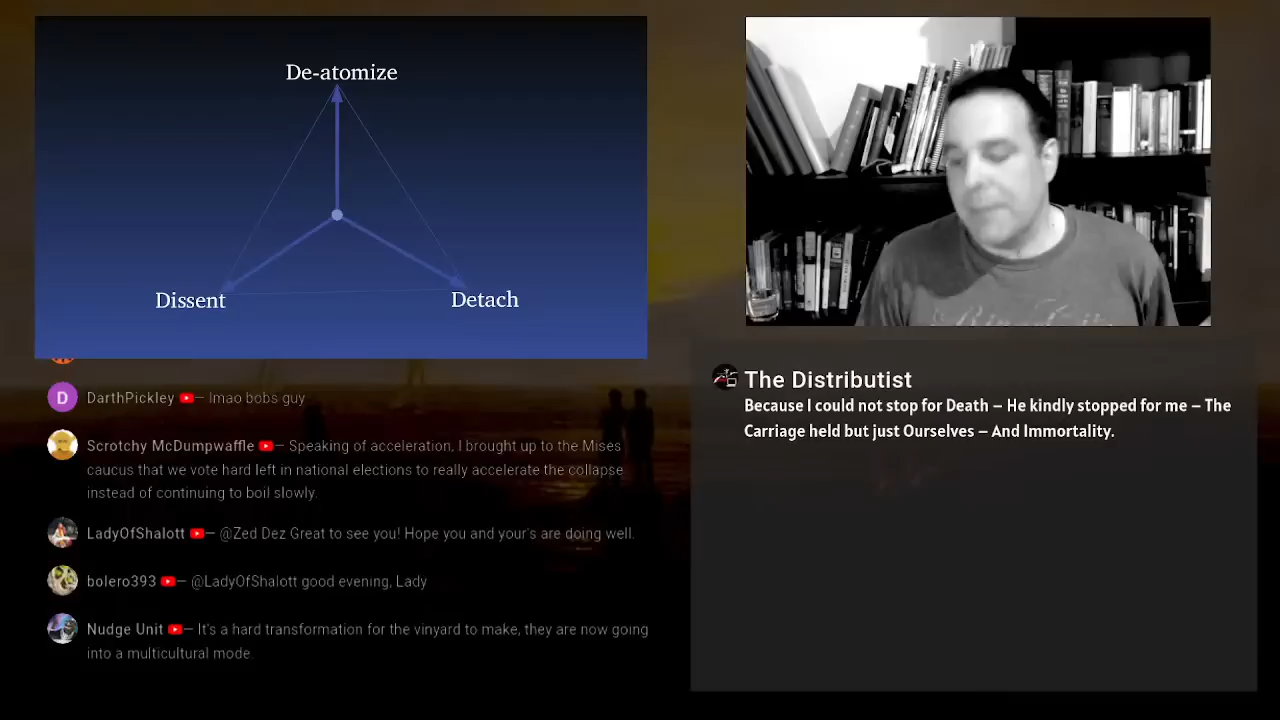 De-atomize
Dissent
Detach
D
DarthPickley — lmao bobs guy
Scrotchy McDumpwaffle — Speaking of acceleration, I brought up to the Mises
caucus that we vote hard left in national elections to really accelerate the collapse
instead of continuing to boil slowly.
LadyOfShalott — @Zed Dez Great to see you! Hope you and your's are doing well.
bolero393 — @LadyOfShalott good evening, Lady
Nudge Unit — It's a hard transformation for the vinyard to make, they are now going
into a multicultural mode.
The Distributist
Because I could not stop for Death – He kindly stopped for me – The
Carriage held but just Ourselves – And Immortality.